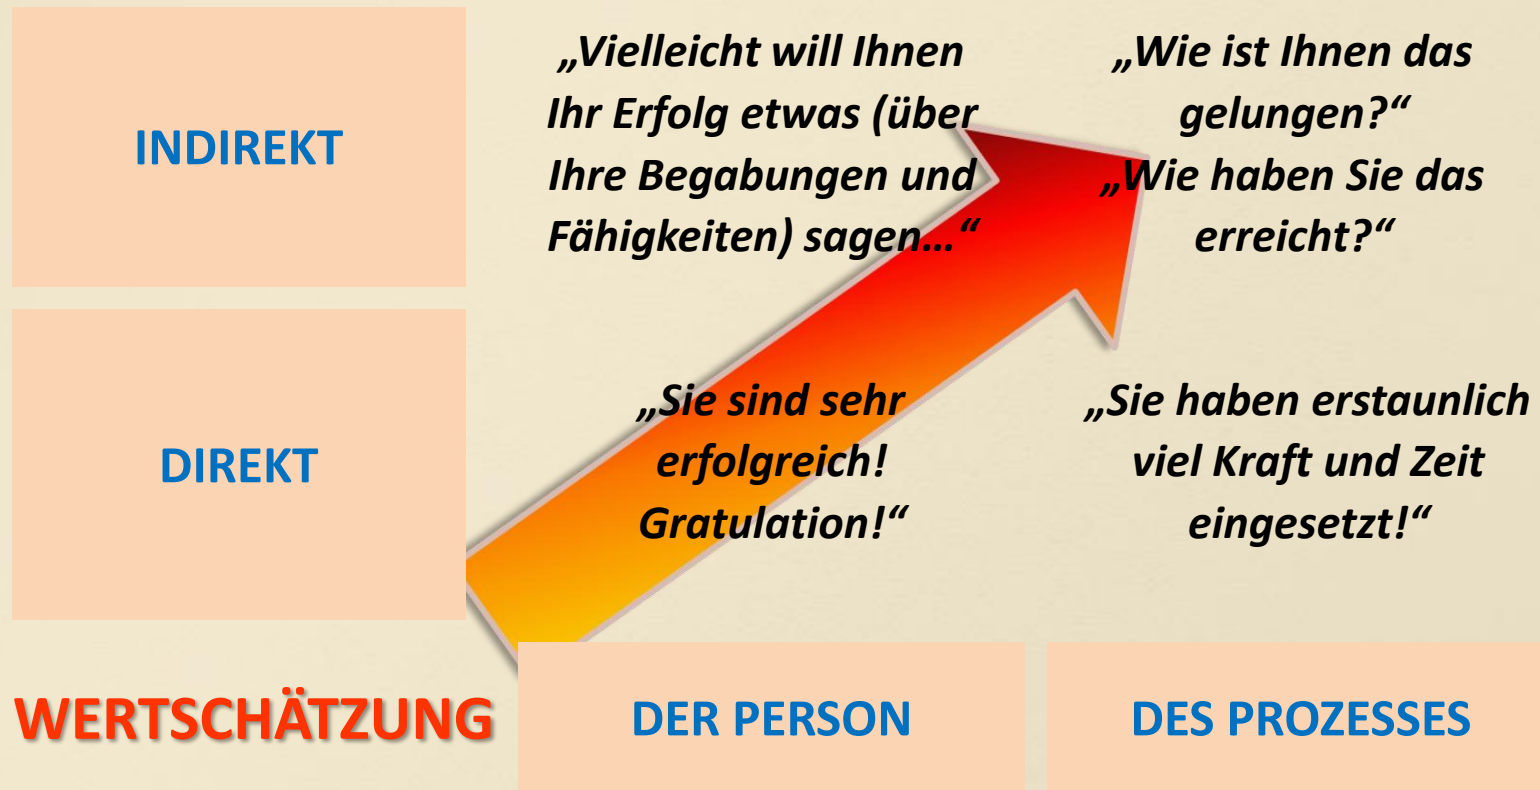 INDIREKT
„Vielleicht will Ihnen
Ihr Erfolg etwas (über
Ihre Begabungen und
Fähigkeiten) sagen…“
„Wie ist Ihnen das
gelungen?“
„Wie haben Sie das
erreicht?“
DIREKT
„Sie sind sehr
erfolgreich!
Gratulation!“
„Sie haben erstaunlich
viel Kraft und Zeit
eingesetzt!“
WERTSCHÄTZUNG
DER PERSON
DES PROZESSES